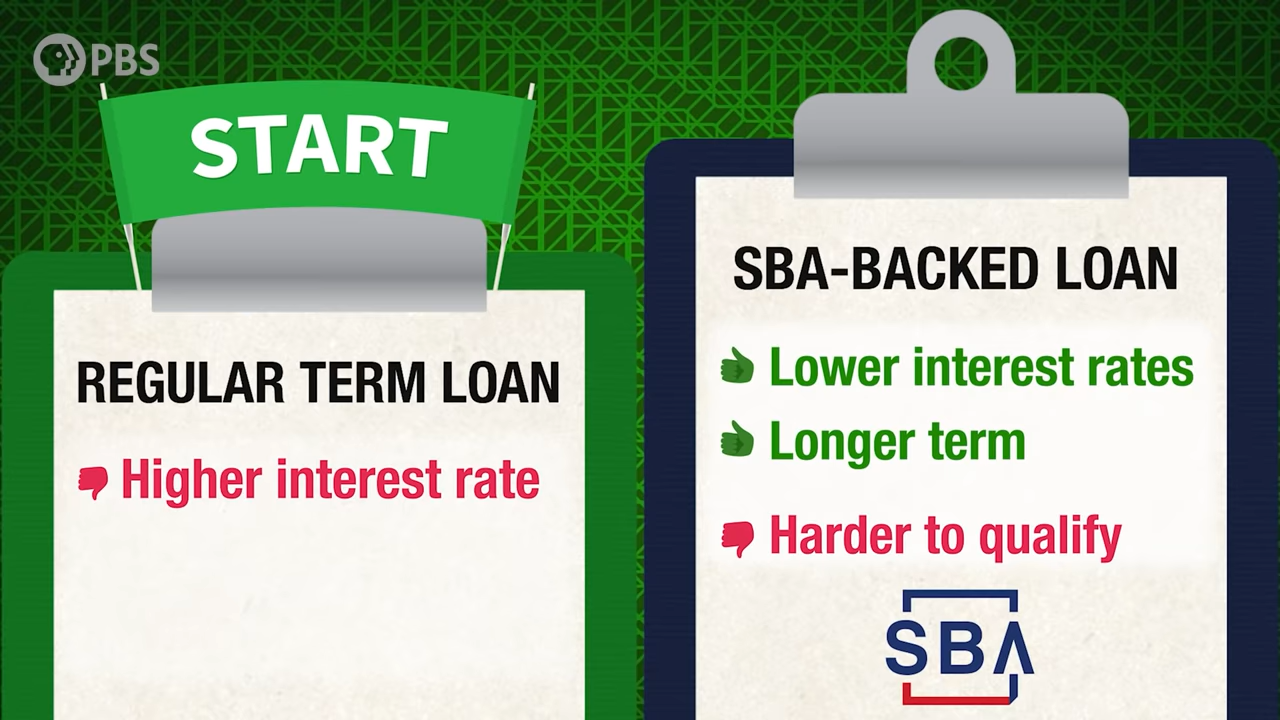 PBS
START
REGULAR TERM LOAN
Higher interest rate
SBA-BACKED LOAN
Lower interest rates
Longer term
Harder to qualify
SBA